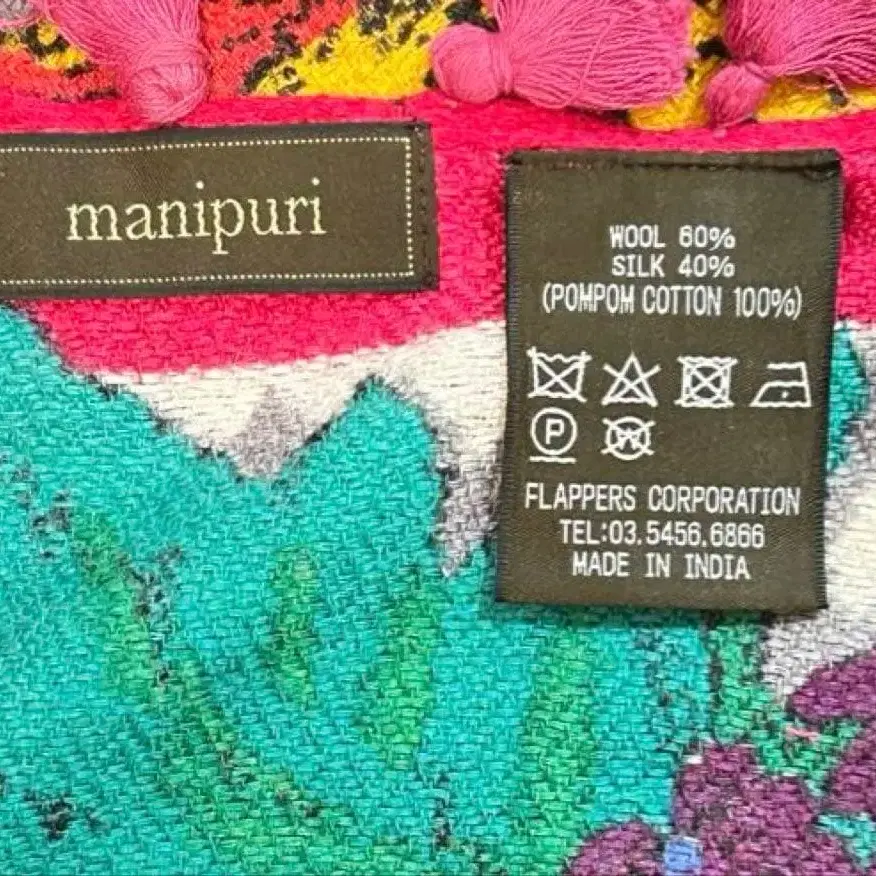 manipuri
WOOL 60%
SILK 40%
(POMPOM COTTON 100%)
P
W
FLAPPERS CORPORATION
TEL:03.5456.6866
MADE IN INDIA